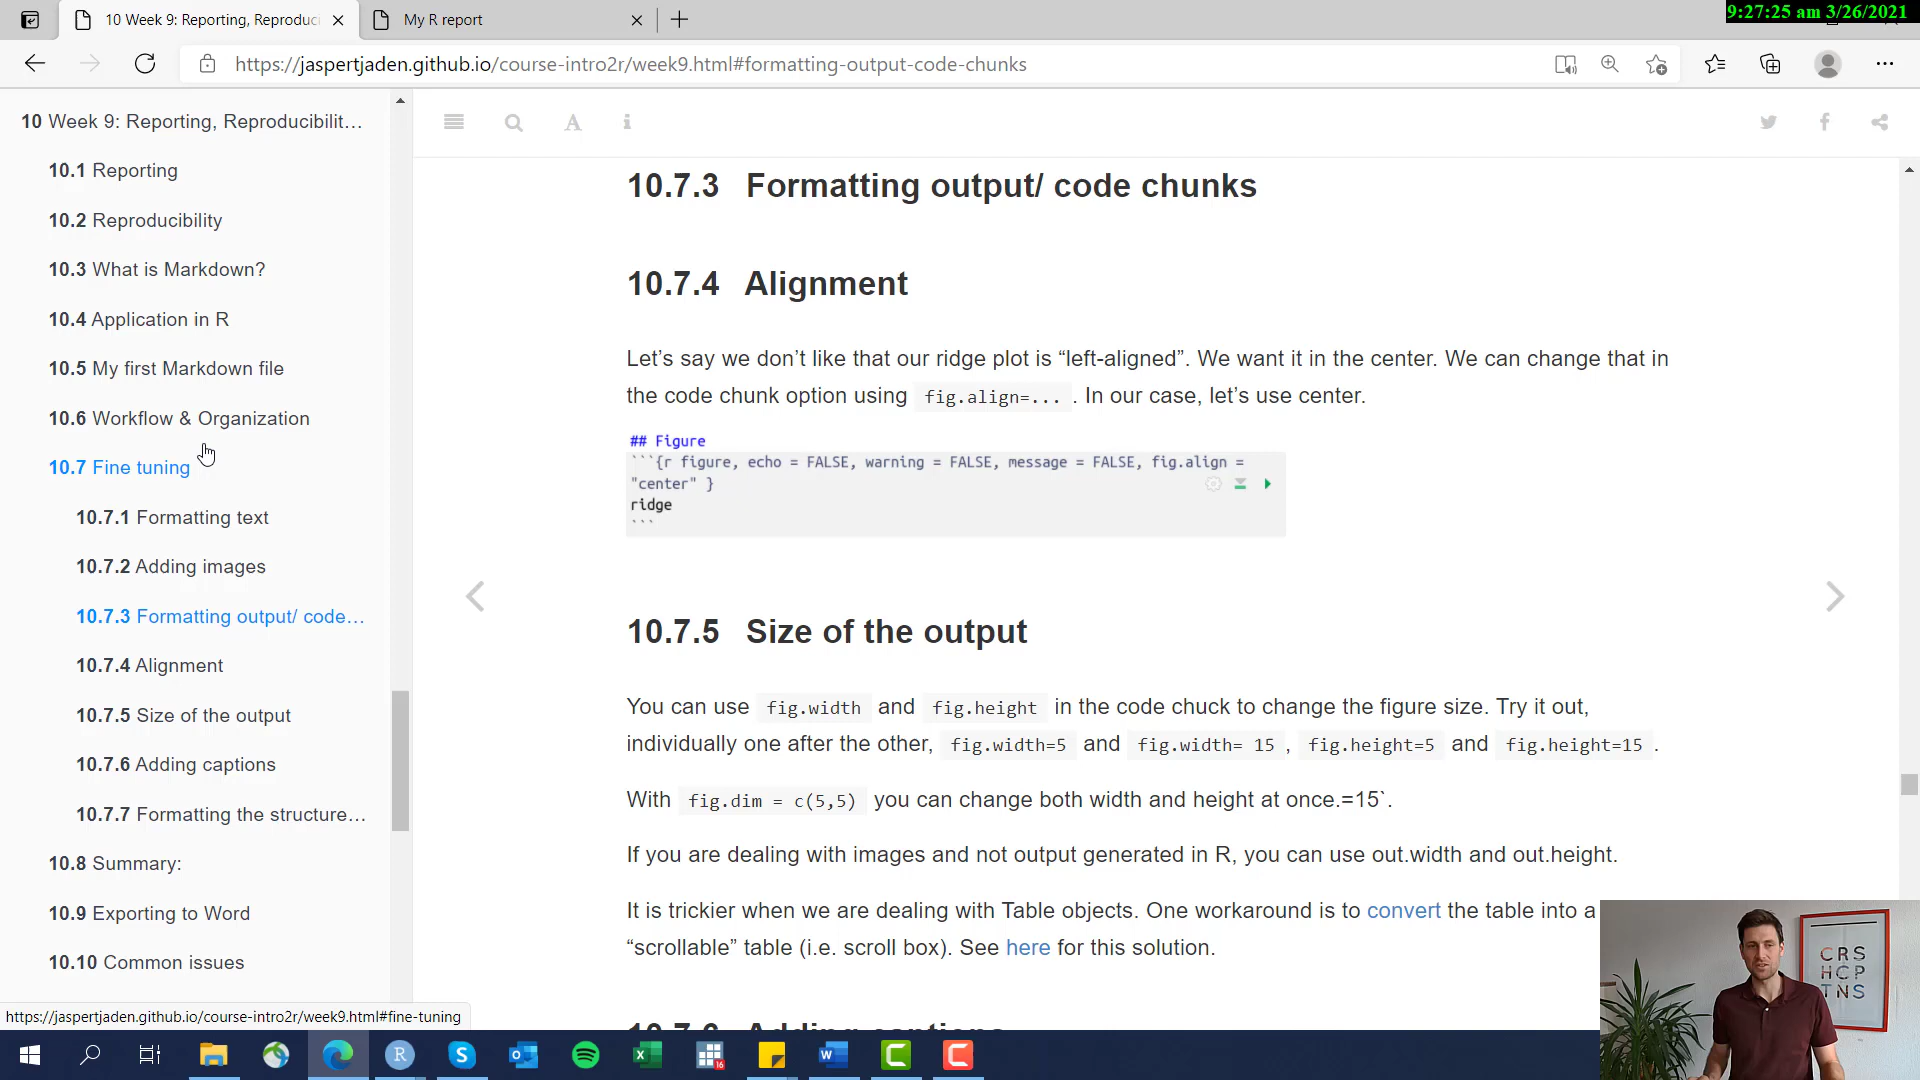 9:27:25 am 3/26/2021
10 Week 9: Reporting, Reproduc
My R report
https://jaspertjaden.github.io/course-intro2r/week9.html#formatting-output-code-chunks
10 Week 9: Reporting, Reproducibilit…
10.1 Reporting
10.2 Reproducibility
10.3 What is Markdown?
10.4 Application in R
10.5 My first Markdown file
10.6 Workflow & Organization
10.7 Fine tuning
10.7.1 Formatting text
10.7.2 Adding images
10.7.3 Formatting output/ code…
10.7.4 Alignment
10.7.5 Size of the output
10.7.6 Adding captions
10.7.7 Formatting the structure…
10.8 Summary:
10.9 Exporting to Word
10.10 Common issues
https://jaspertjaden.github.io/course-intro2r/week9.html#fine-tuning
10.7.3 Formatting output/ code chunks
10.7.4 Alignment
Let’s say we don’t like that our ridge plot is “left-aligned”. We want it in the center. We can change that in
the code chunk option using fig.align=... . In our case, let’s use center.
## Figure
```{r figure, echo = FALSE, warning = FALSE, message = FALSE, fig.align =
"center" }
ridge
```
10.7.5 Size of the output
You can use fig.width and fig.height in the code chuck to change the figure size. Try it out,
individually one after the other, fig.width=5 and fig.width= 15 , fig.height=5 and fig.height=15 .
With fig.dim = c(5,5) you can change both width and height at once.=15`.
If you are dealing with images and not output generated in R, you can use out.width and out.height.
It is trickier when we are dealing with Table objects. One workaround is to convert the table into a
“scrollable” table (i.e. scroll box). See here for this solution.
10.7.6 Adding captions
CRS
HCP
TNS